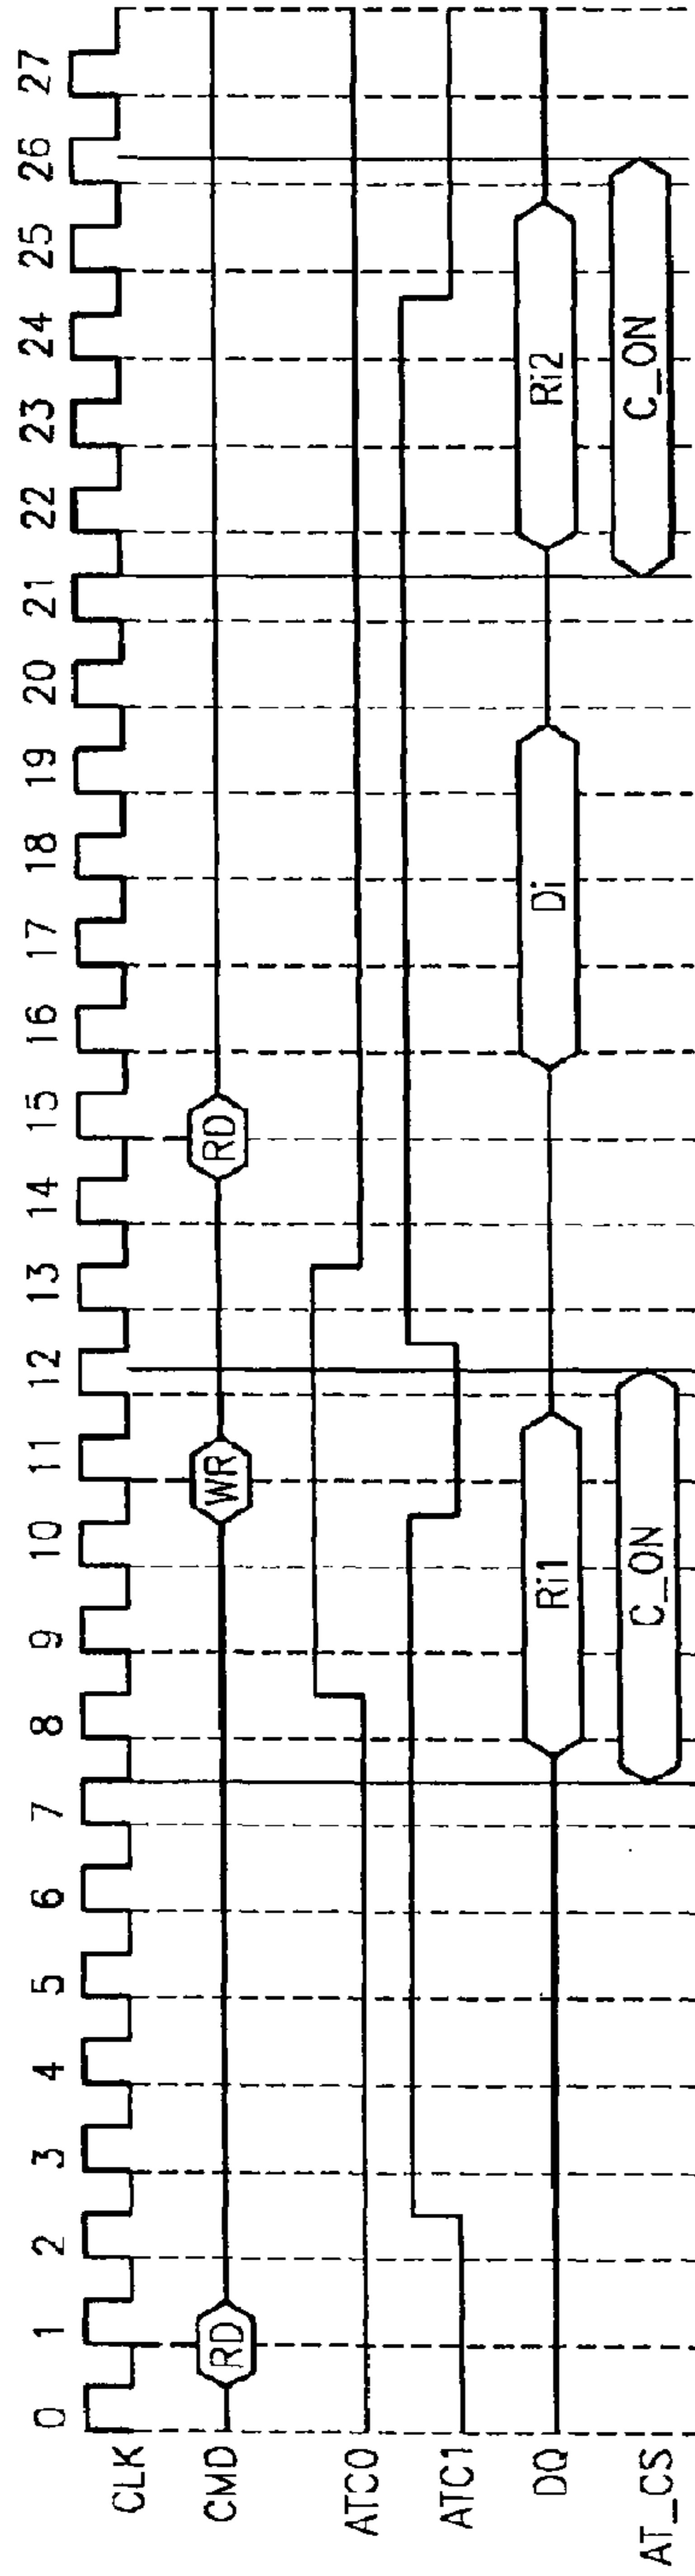 0 1 2 3 4 5 6 7 8 9 10 11 12 13 14 15 16 17 18 19 20 21 22 23 24 25 26 27
CLK
CMD RD WR RD
ATC0
ATC1
DQ Ri1 Di Ri2
AT_CS C_ON C_ON